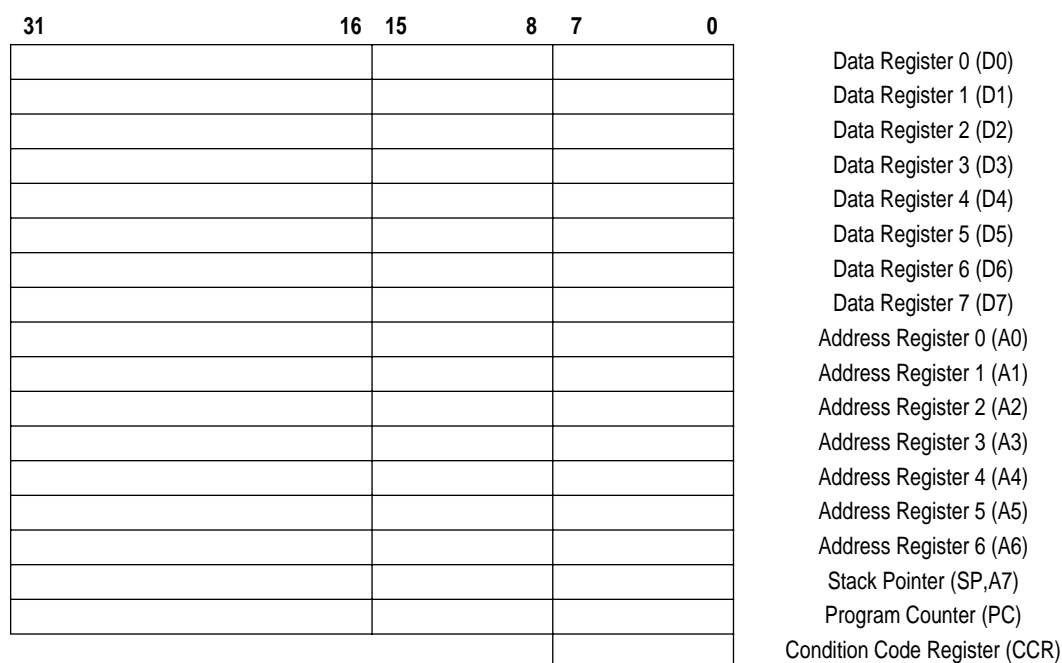 31 16 15 8 7 0
Data Register 0 (D0)
Data Register 1 (D1)
Data Register 2 (D2)
Data Register 3 (D3)
Data Register 4 (D4)
Data Register 5 (D5)
Data Register 6 (D6)
Data Register 7 (D7)
Address Register 0 (A0)
Address Register 1 (A1)
Address Register 2 (A2)
Address Register 3 (A3)
Address Register 4 (A4)
Address Register 5 (A5)
Address Register 6 (A6)
Stack Pointer (SP,A7)
Program Counter (PC)
Condition Code Register (CCR)